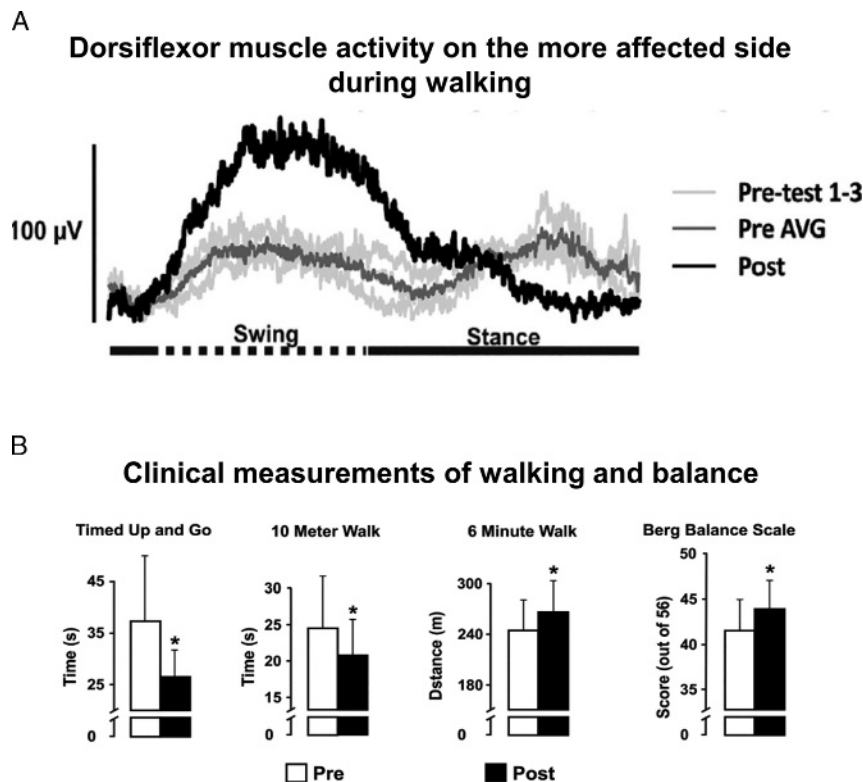 A
Dorsiflexor muscle activity on the more affected side
during walking
100 µV
Pre-test 1-3
Pre AVG
Post
Swing
Stance
B
Clinical measurements of walking and balance
Timed Up and Go
10 Meter Walk
6 Minute Walk
Berg Balance Scale
Time (s)
45
35
25
0
*
Time (s)
30
25
20
15
0
*
Dstance (m)
300
240
180
0
*
Score (out of 56)
50
45
40
35
0
*
Pre
Post